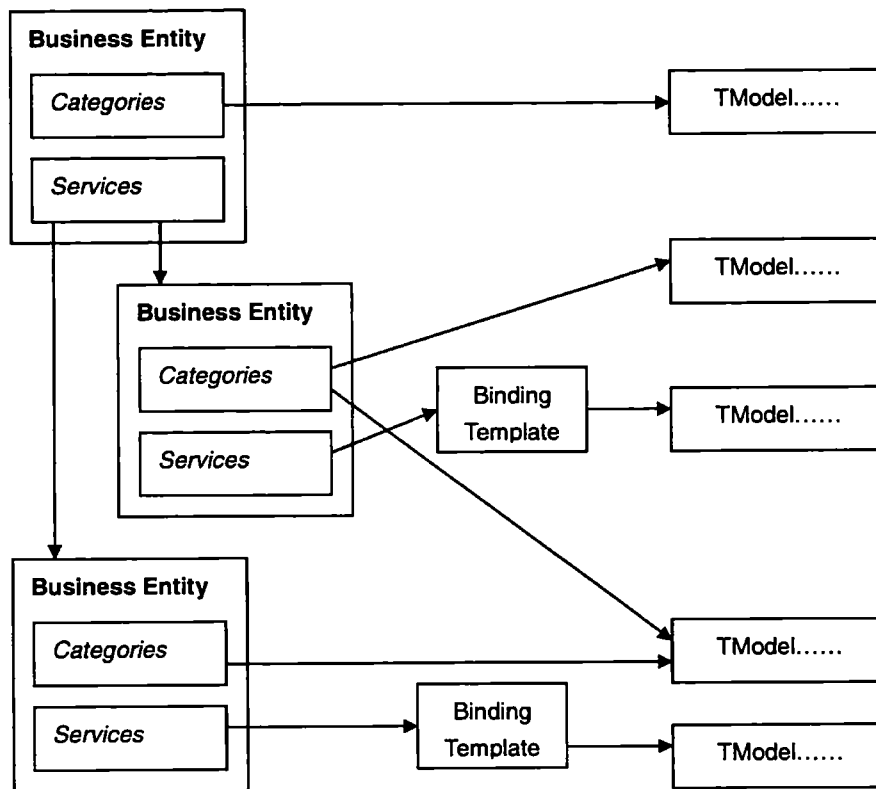 Business Entity
Categories
TModel......
Services
TModel......
Business Entity
Categories
Binding
Template
TModel......
Services
Business Entity
Categories
TModel......
Services
Binding
Template
TModel......